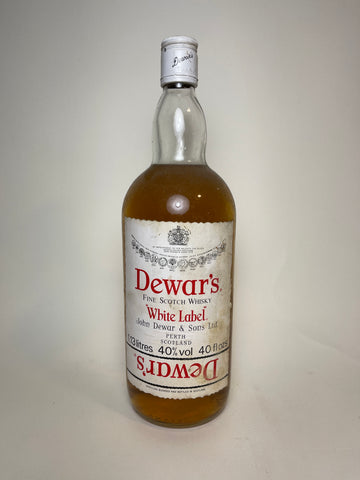 Dewar's
Dewar's
FINE SCOTCH WHISKY
"White Label"
John Dewar & Sons Ltd
PERTH
SCOTLAND
1.13 litres 40% vol 40 fl ozs
Dewar's